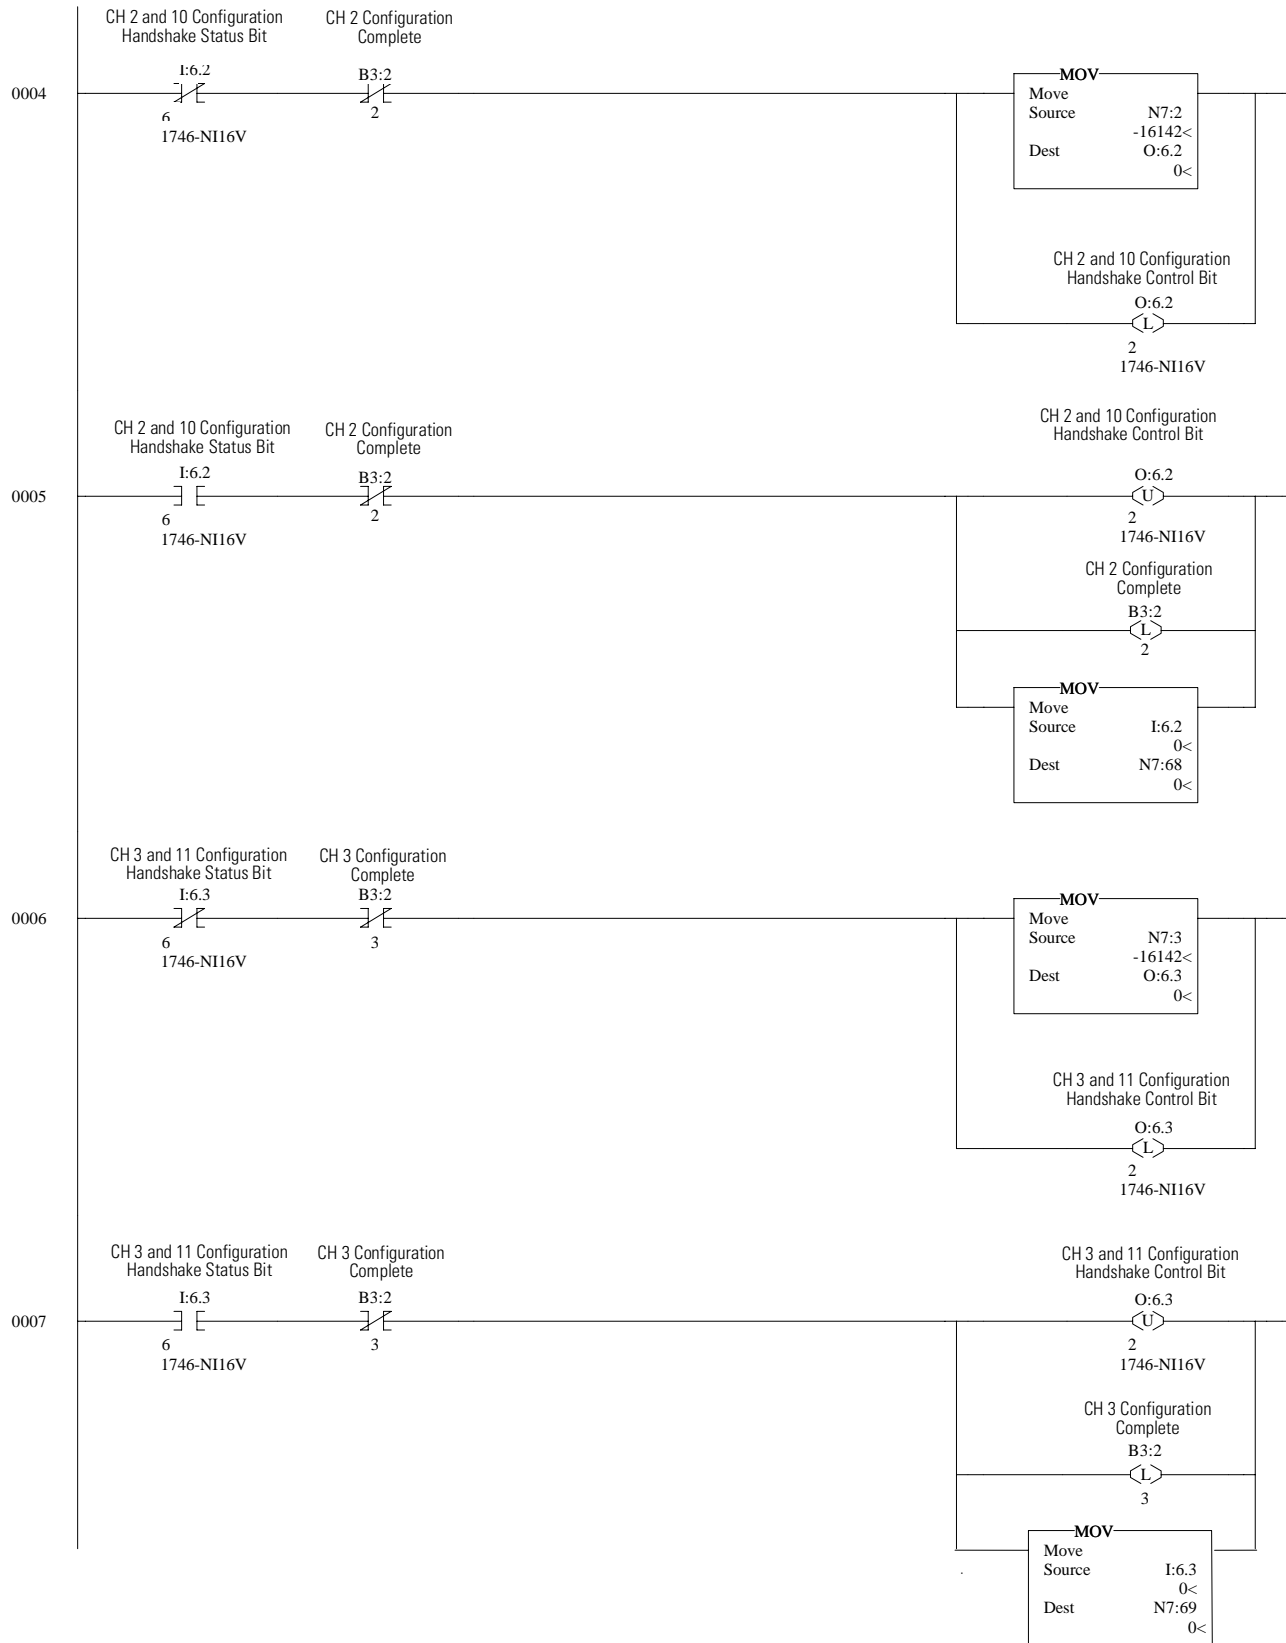 CH 2 and 10 Configuration
Handshake Status Bit
CH 2 Configuration
Complete
0004
I:6.2
6
1746-NI16V
B3:2
2
MOV
Move
Source N7:2
-16142<
Dest O:6.2
0<
CH 2 and 10 Configuration
Handshake Control Bit
O:6.2
L
2
1746-NI16V
CH 2 and 10 Configuration
Handshake Status Bit
CH 2 Configuration
Complete
0005
I:6.2
6
1746-NI16V
B3:2
2
CH 2 and 10 Configuration
Handshake Control Bit
O:6.2
U
2
1746-NI16V
CH 2 Configuration
Complete
B3:2
L
2
MOV
Move
Source I:6.2
0<
Dest N7:68
0<
CH 3 and 11 Configuration
Handshake Status Bit
CH 3 Configuration
Complete
0006
I:6.3
6
1746-NI16V
B3:2
3
MOV
Move
Source N7:3
-16142<
Dest O:6.3
0<
CH 3 and 11 Configuration
Handshake Control Bit
O:6.3
L
2
1746-NI16V
CH 3 and 11 Configuration
Handshake Status Bit
CH 3 Configuration
Complete
0007
I:6.3
6
1746-NI16V
B3:2
3
CH 3 and 11 Configuration
Handshake Control Bit
O:6.3
U
2
1746-NI16V
CH 3 Configuration
Complete
B3:2
L
3
MOV
Move
Source I:6.3
0<
Dest N7:69
0<